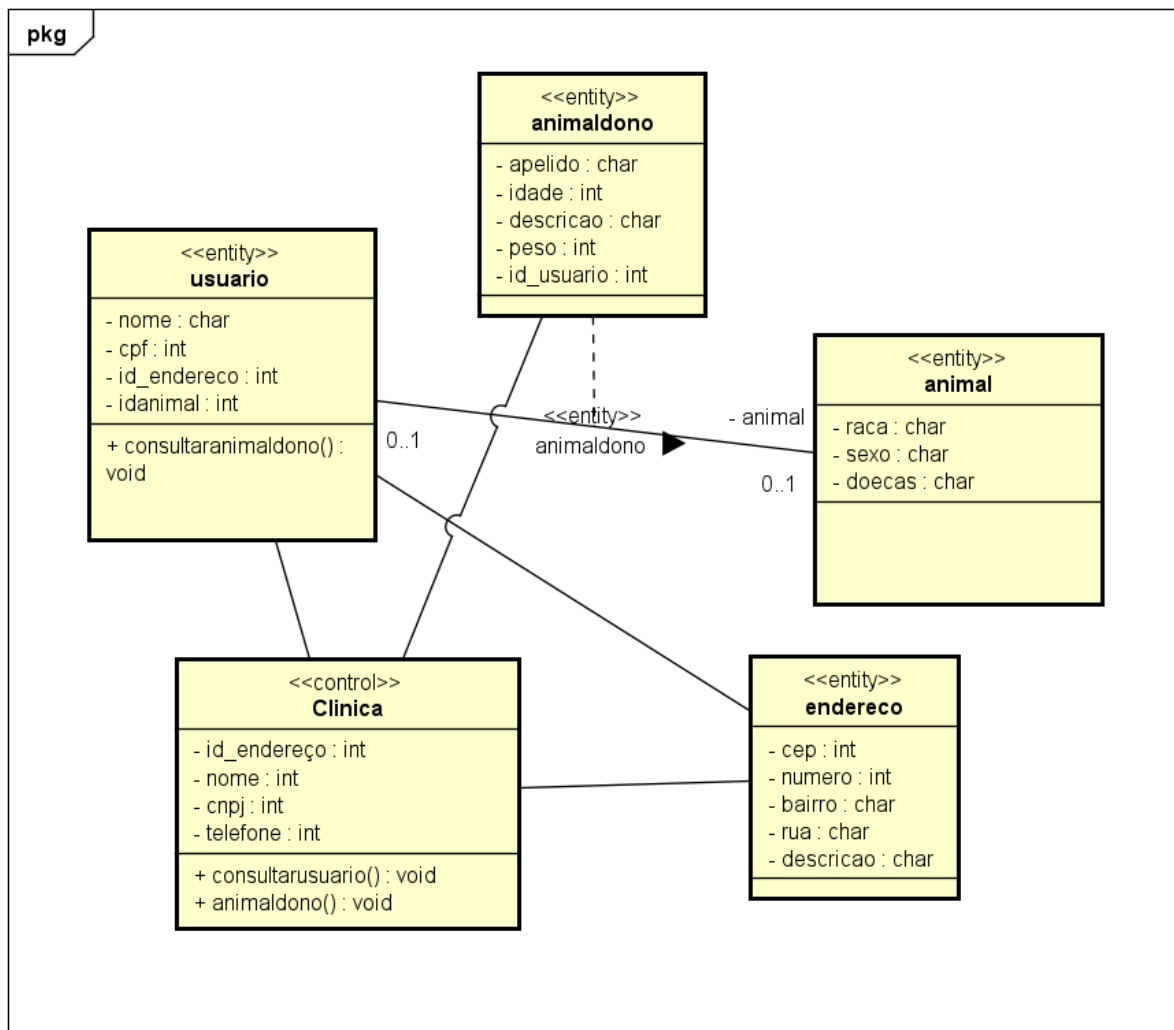 pkg
<<entity>>
animaldono
- apelido : char
- idade : int
- descricao : char
- peso : int
- id_usuario : int
<<entity>>
usuario
- nome : char
- cpf : int
- id_endereco : int
- idanimal : int
+ consultaranimaldono() :
void
0..1
<<entity>>
animaldono
- animal
0..1
<<entity>>
animal
- raca : char
- sexo : char
- doecas : char
<<control>>
Clinica
- id_endereço : int
- nome : int
- cnpj : int
- telefone : int
+ consultarusuario() : void
+ animaldono() : void
<<entity>>
endereco
- cep : int
- numero : int
- bairro : char
- rua : char
- descricao : char